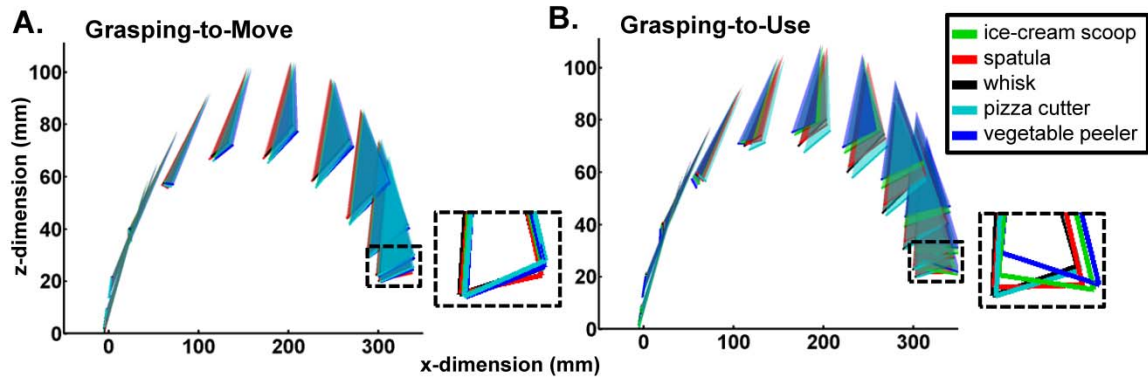 A.
Grasping-to-Move
B.
Grasping-to-Use
ice-cream scoop
spatula
whisk
pizza cutter
vegetable peeler
z-dimension (mm)
100
80
60
40
20
0
0
100
200
300
100
80
60
40
20
0
0
100
200
300
x-dimension (mm)